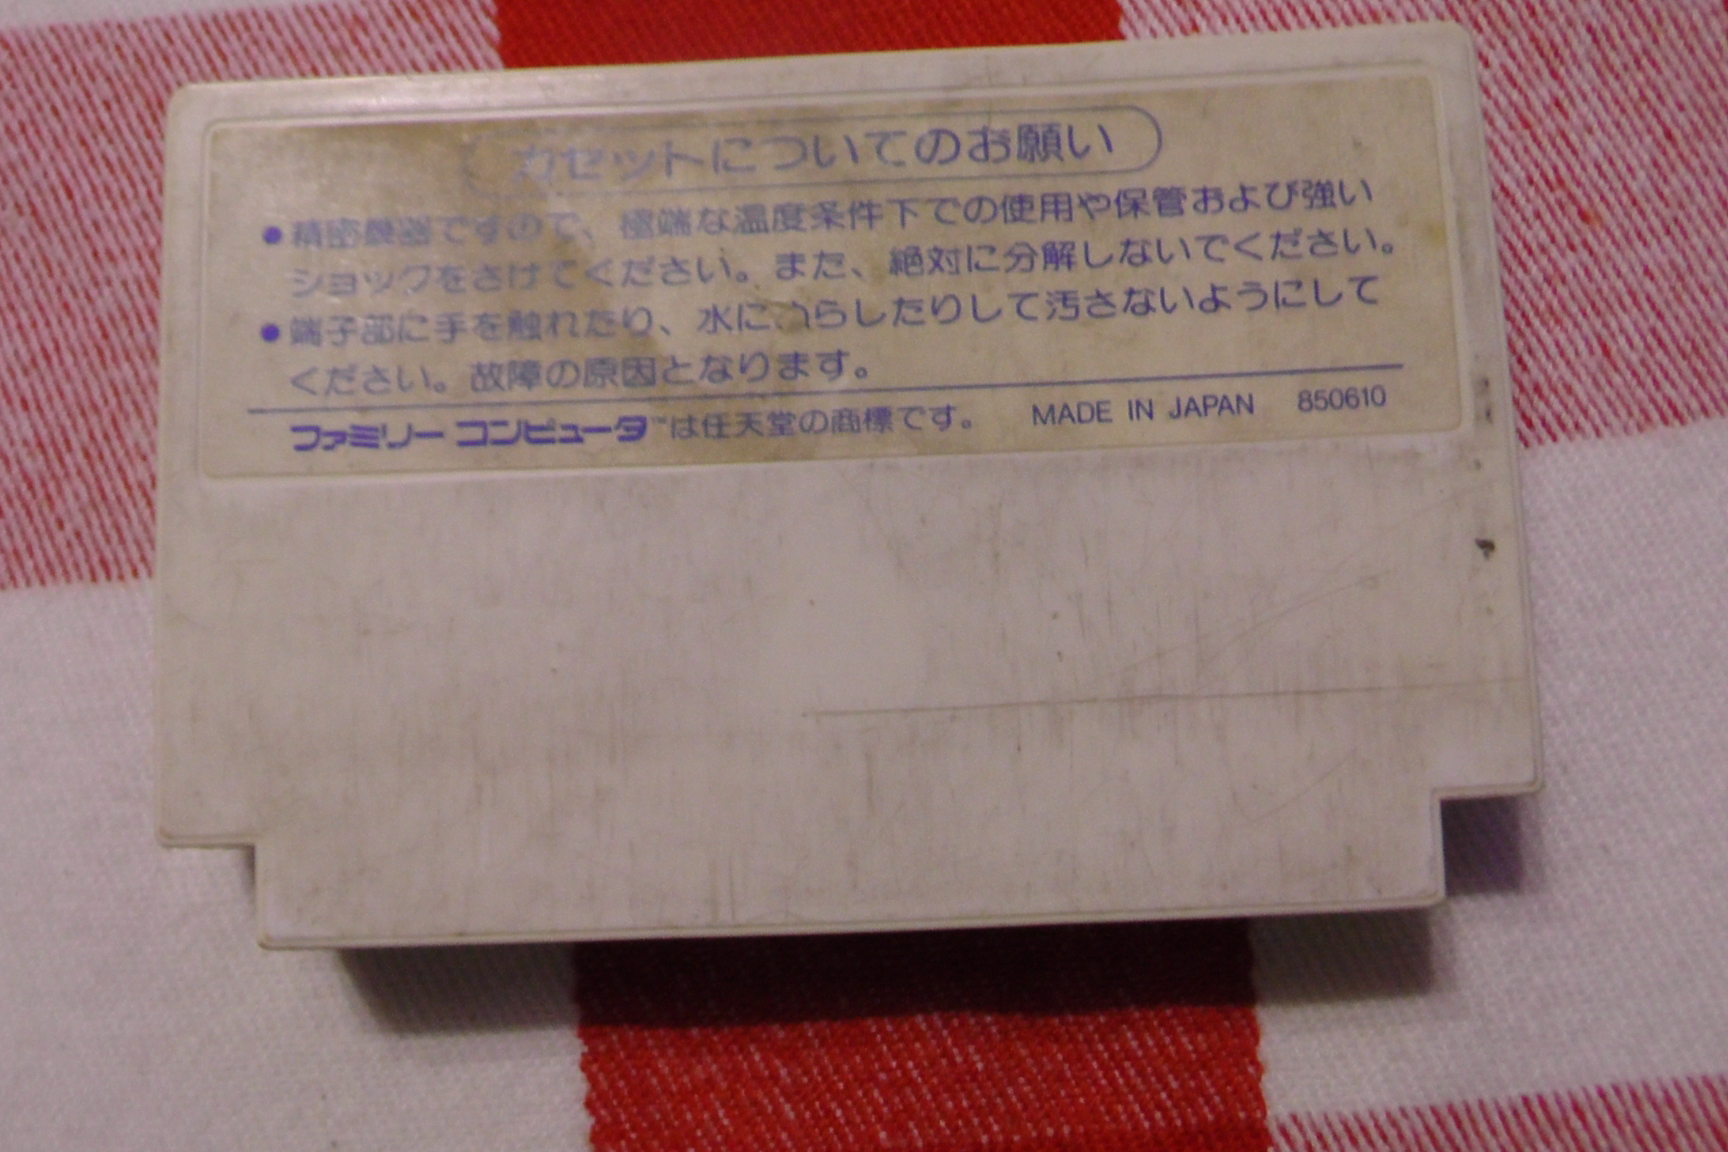 カセットについてのお願い
●精密機器ですので、極端な温度条件下での使用や保管および強い
ショックをさけてください。また、絶対に分解しないでください。
●端子部に手を触れたり、水にぬらしたりして汚さないようにして
ください。故障の原因となります。
ファミリーコンピュータ™は任天堂の商標です。 MADE IN JAPAN 850610